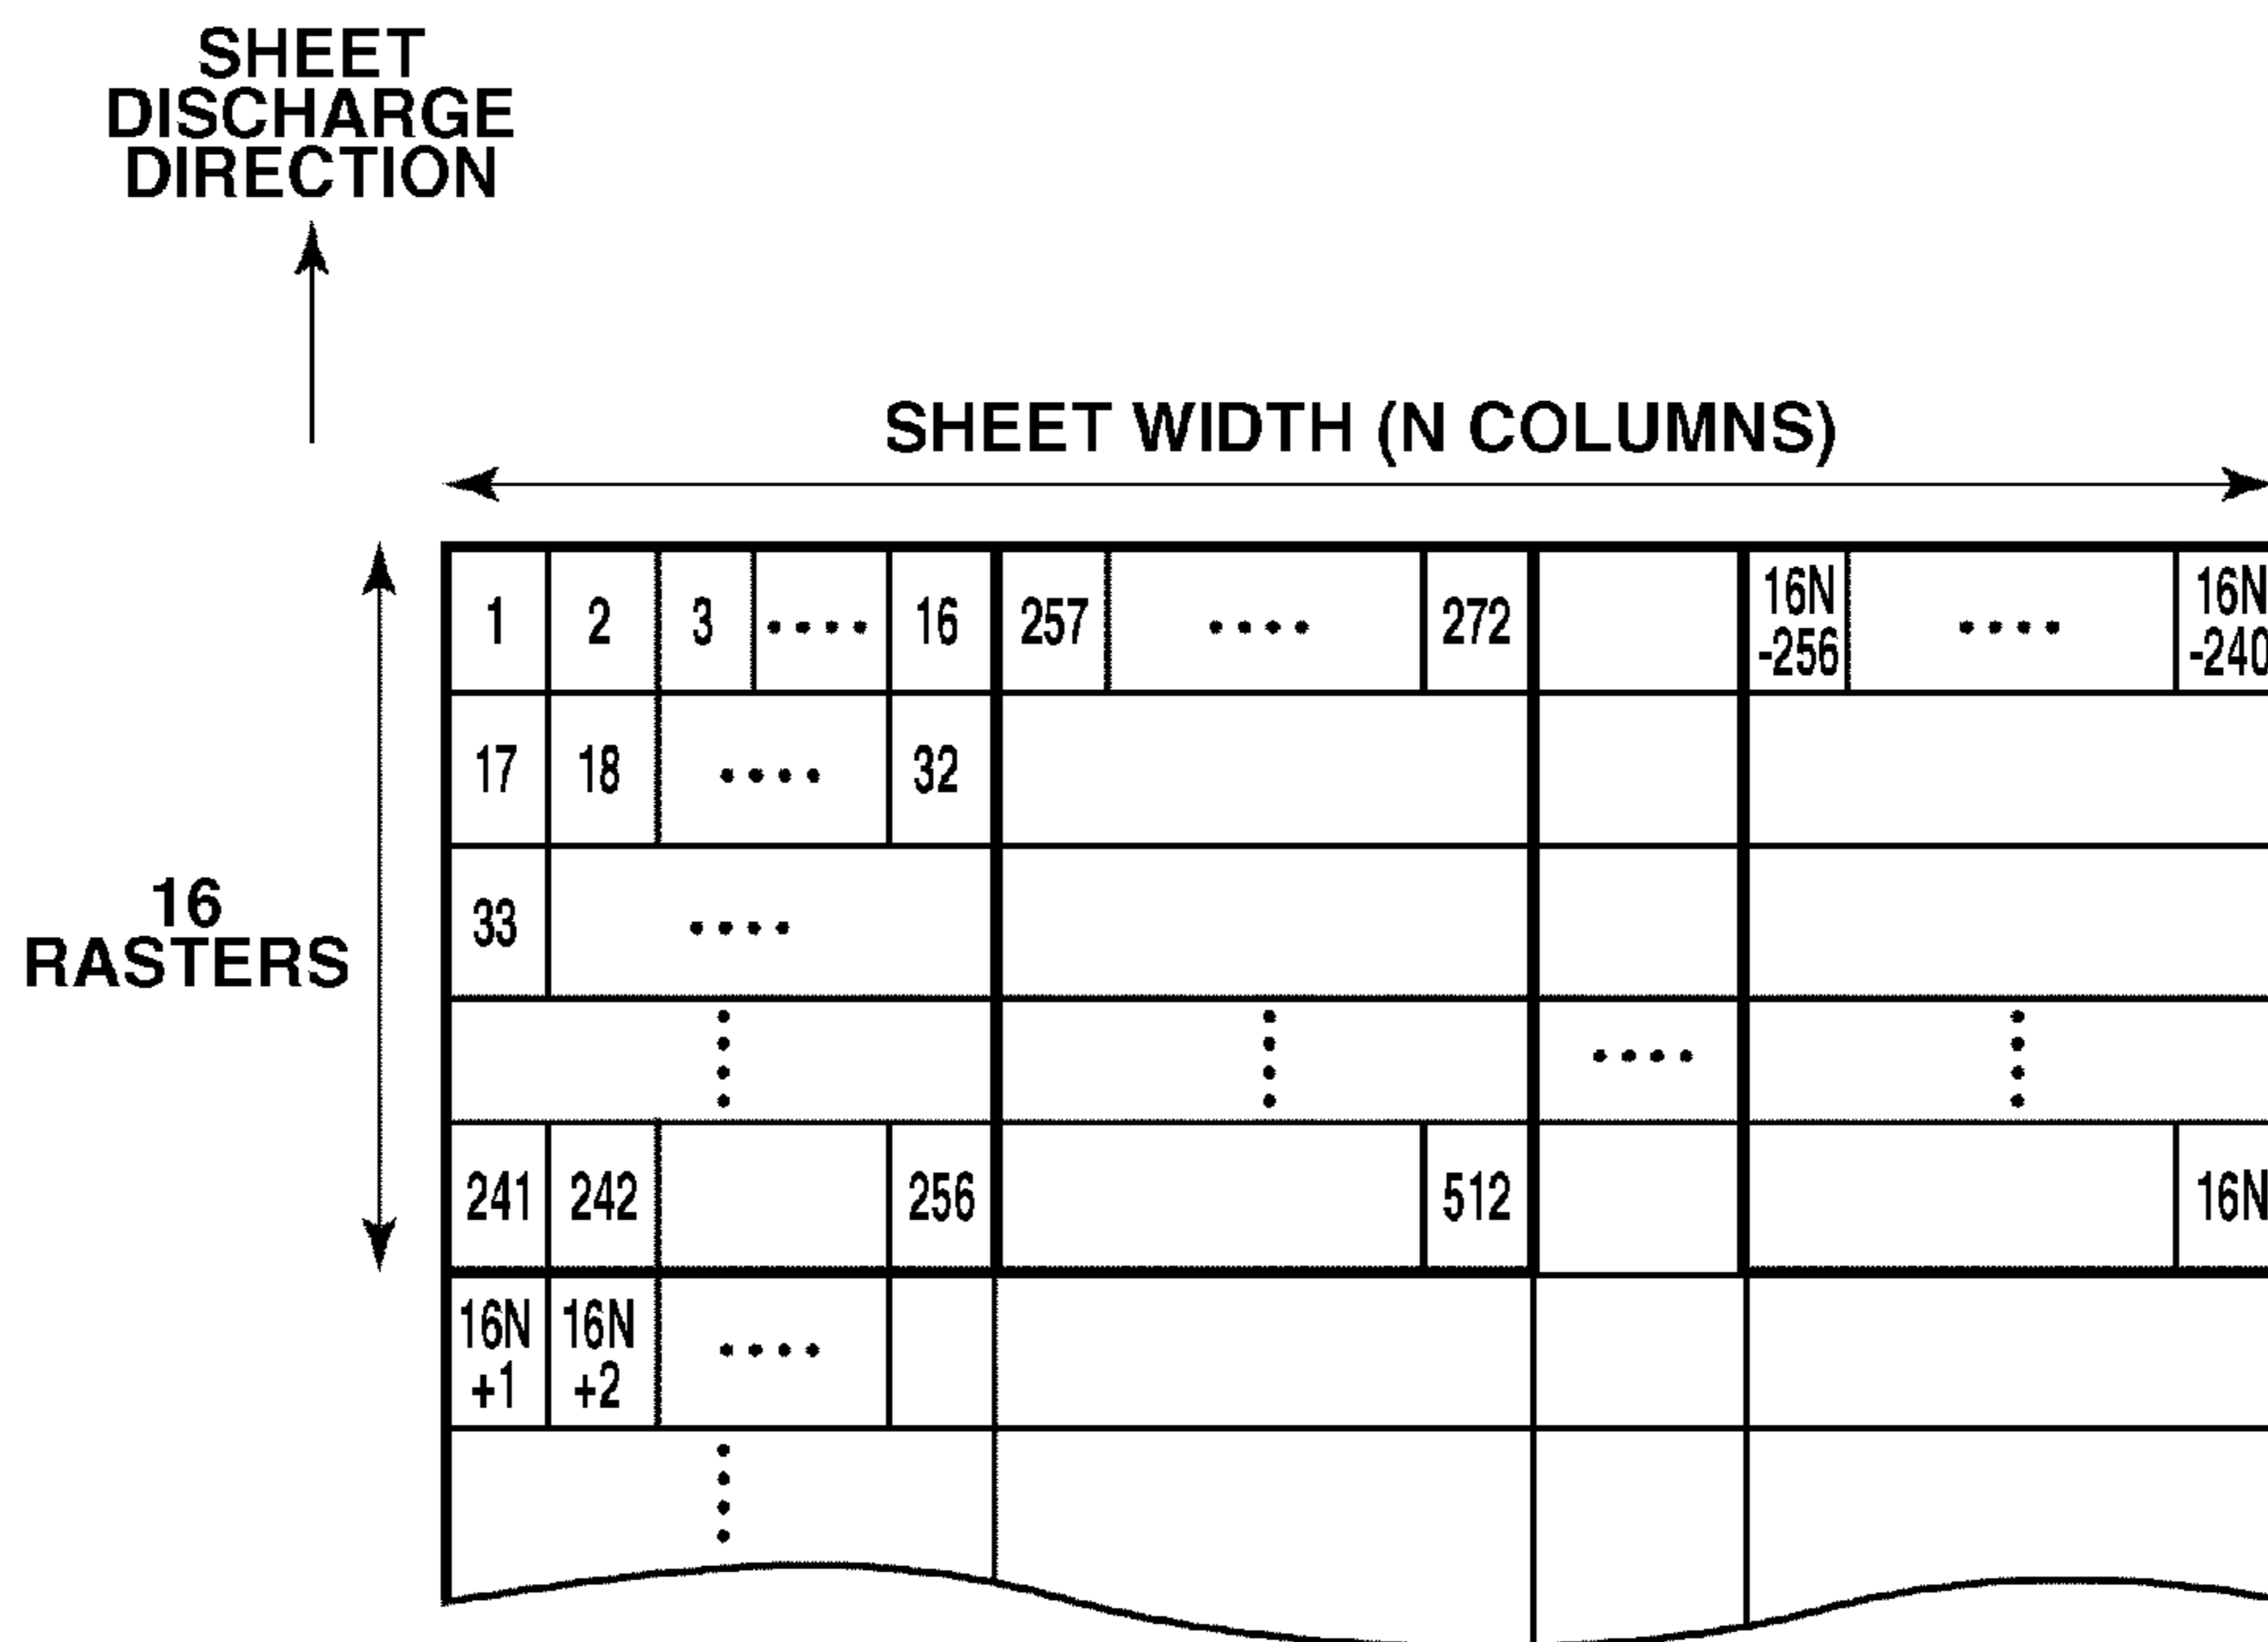 SHEET
DISCHARGE
DIRECTION
SHEET WIDTH (N COLUMNS)
16
RASTERS
1 2 3 .... 16 257 .... 272 16N -256 .... 16N -240
17 18 .... 32
33 ....
....
241 242 256 512 16N
16N +1 16N +2 ....